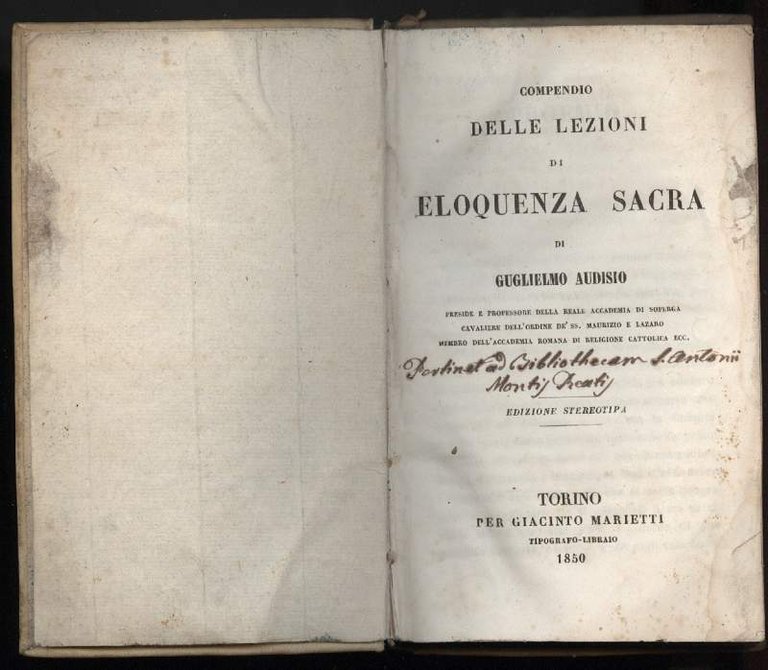 COMPENDIO
DELLE LEZIONI
DI
ELOQUENZA SACRA
DI
GUGLIELMO AUDISIO
PRESIDE E PROFESSORE DELLA REALE ACCADEMIA DI SOPERGA
CAVALIERE DELL'ORDINE DE' SS. MAURIZIO E LAZARO
MEMBRO DELL'ACCADEMIA ROMANA DI RELIGIONE CATTOLICA ECC.
Pertinet ad Bibliothecam S. Antonii
Montis
EDIZIONE STEREOTIPA
TORINO
PER GIACINTO MARIETTI
TIPOGRAFO-LIBRAIO
1850